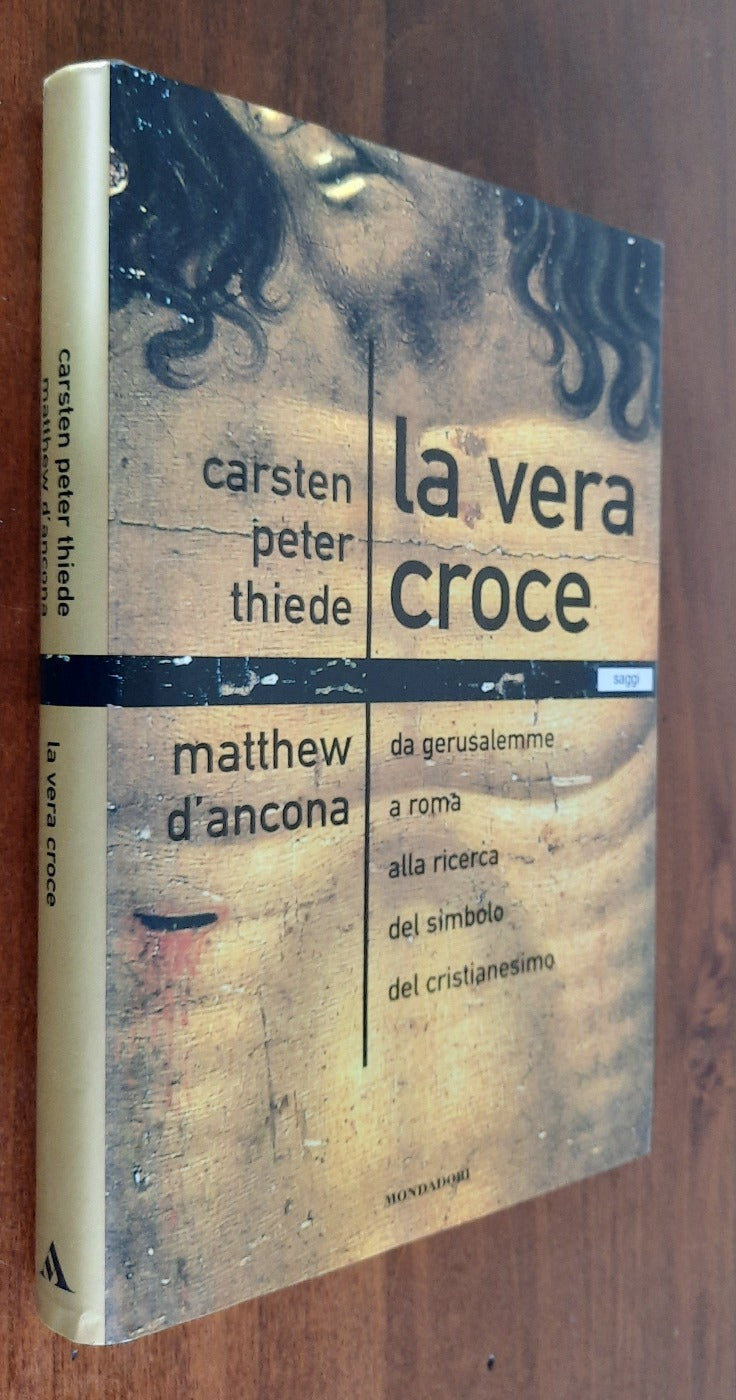 carsten peter thiede
matthew d'ancona
la vera croce
carsten
peter
thiede
la vera
croce
saggi
matthew
d'ancona
da gerusalemme
a roma
alla ricerca
del simbolo
del cristianesimo
MONDADORI